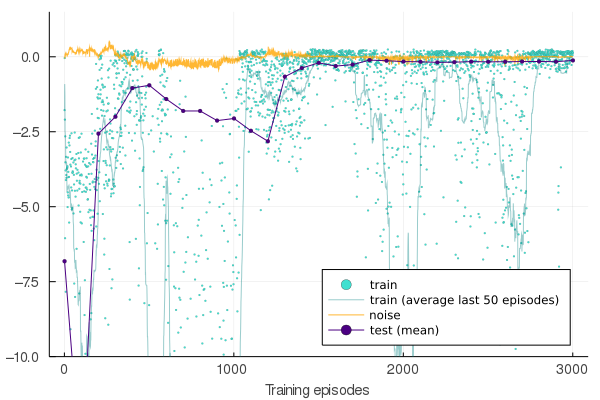 0.0
−2.5
−5.0
−7.5
−10.0
0
1000
2000
3000
Training episodes
train
train (average last 50 episodes)
noise
test (mean)